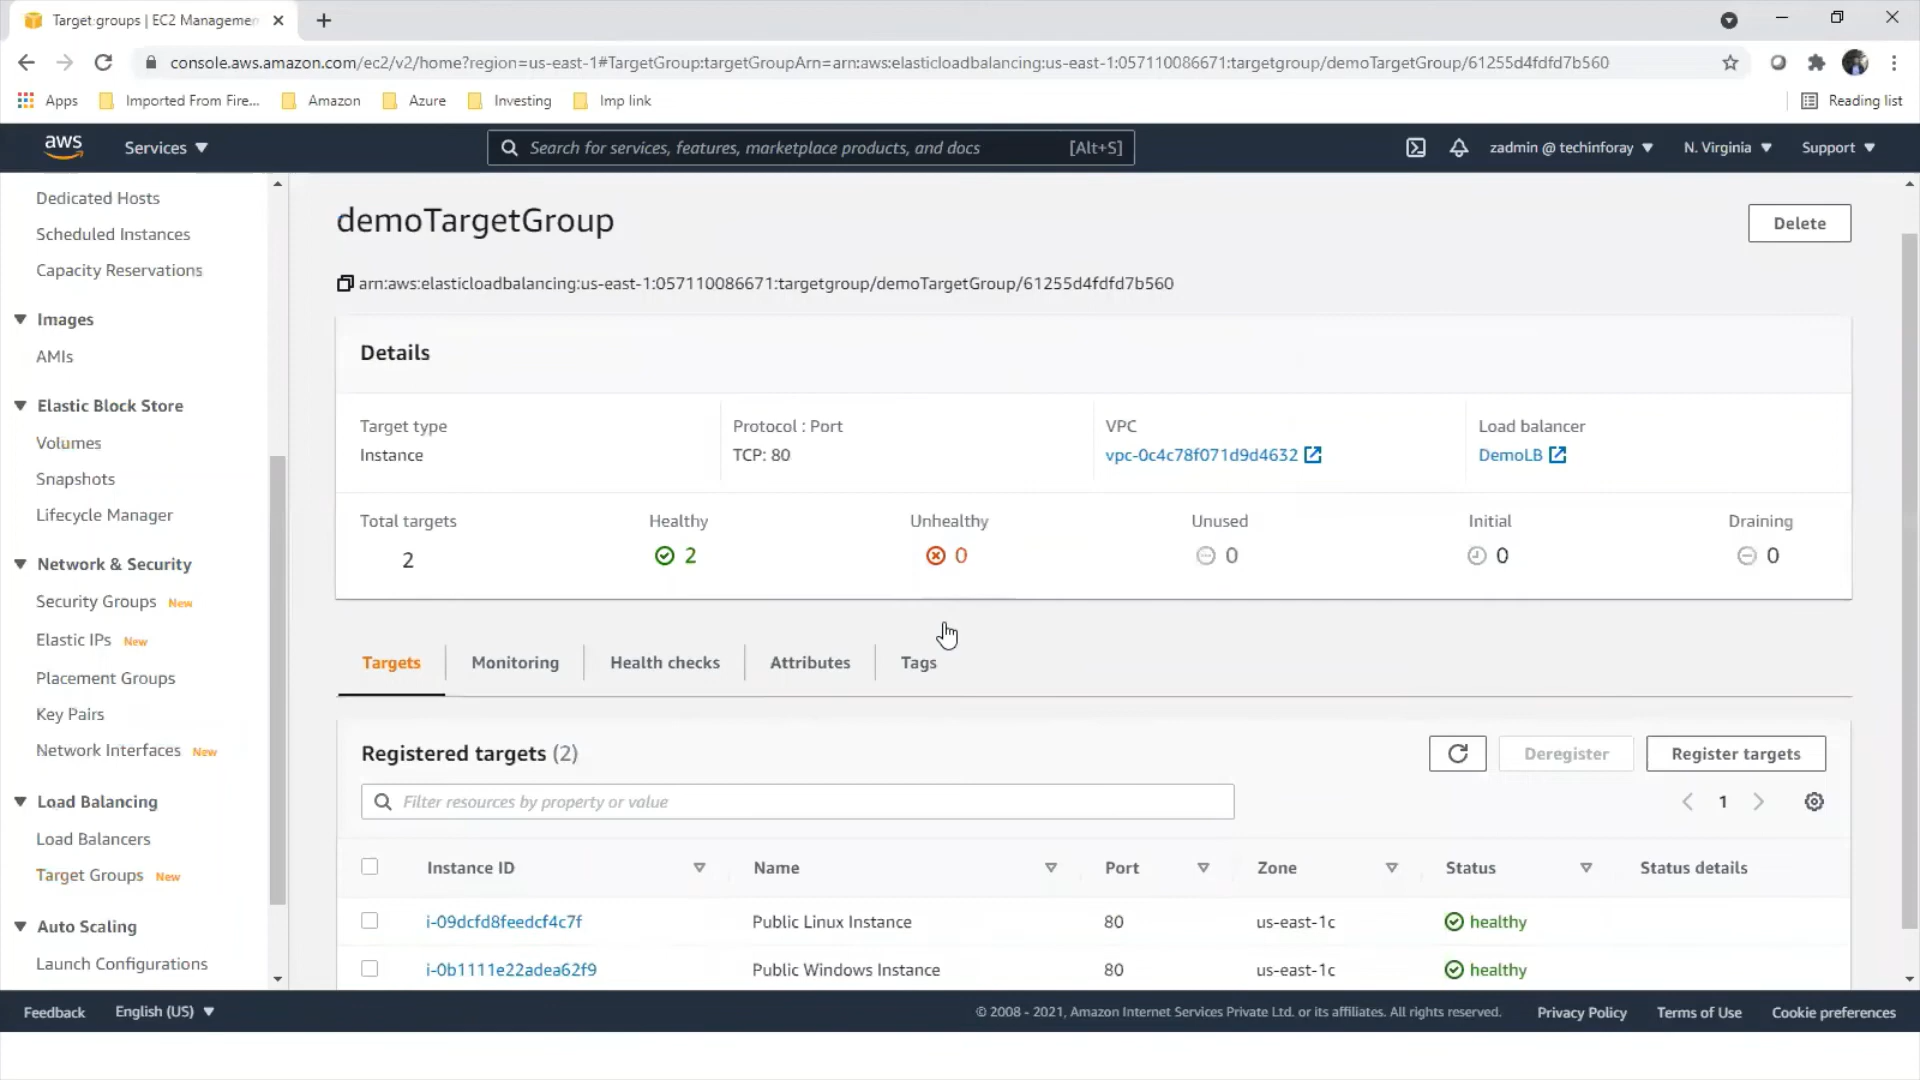 Target groups | EC2 Managemen
console.aws.amazon.com/ec2/v2/home?region=us-east-1#TargetGroup:targetGroupArn=arn:aws:elasticloadbalancing:us-east-1:057110086671:targetgroup/demoTargetGroup/61255d4fdfd7b560
Apps Imported From Fire... Amazon Azure Investing Imp link Reading list
aws Services Search for services, features, marketplace products, and docs [Alt+S] zadmin @ techinforay N. Virginia Support
Dedicated Hosts
Scheduled Instances
Capacity Reservations
Images
AMIs
Elastic Block Store
Volumes
Snapshots
Lifecycle Manager
Network & Security
Security Groups New
Elastic IPs New
Placement Groups
Key Pairs
Network Interfaces New
Load Balancing
Load Balancers
Target Groups New
Auto Scaling
Launch Configurations
demoTargetGroup
Delete
arn:aws:elasticloadbalancing:us-east-1:057110086671:targetgroup/demoTargetGroup/61255d4fdfd7b560
Details
Target type Protocol : Port VPC Load balancer
Instance TCP: 80 vpc-0c4c78f071d9d4632 DemoLB
Total targets Healthy Unhealthy Unused Initial Draining
2 2 0 0 0 0
Targets Monitoring Health checks Attributes Tags
Registered targets (2) Deregister Register targets
Filter resources by property or value 1
Instance ID Name Port Zone Status Status details
i-09dcfd8feedcf4c7f Public Linux Instance 80 us-east-1c healthy
i-0b1111e22adea62f9 Public Windows Instance 80 us-east-1c healthy
Feedback English (US) © 2008 - 2021, Amazon Internet Services Private Ltd. or its affiliates. All rights reserved. Privacy Policy Terms of Use Cookie preferences